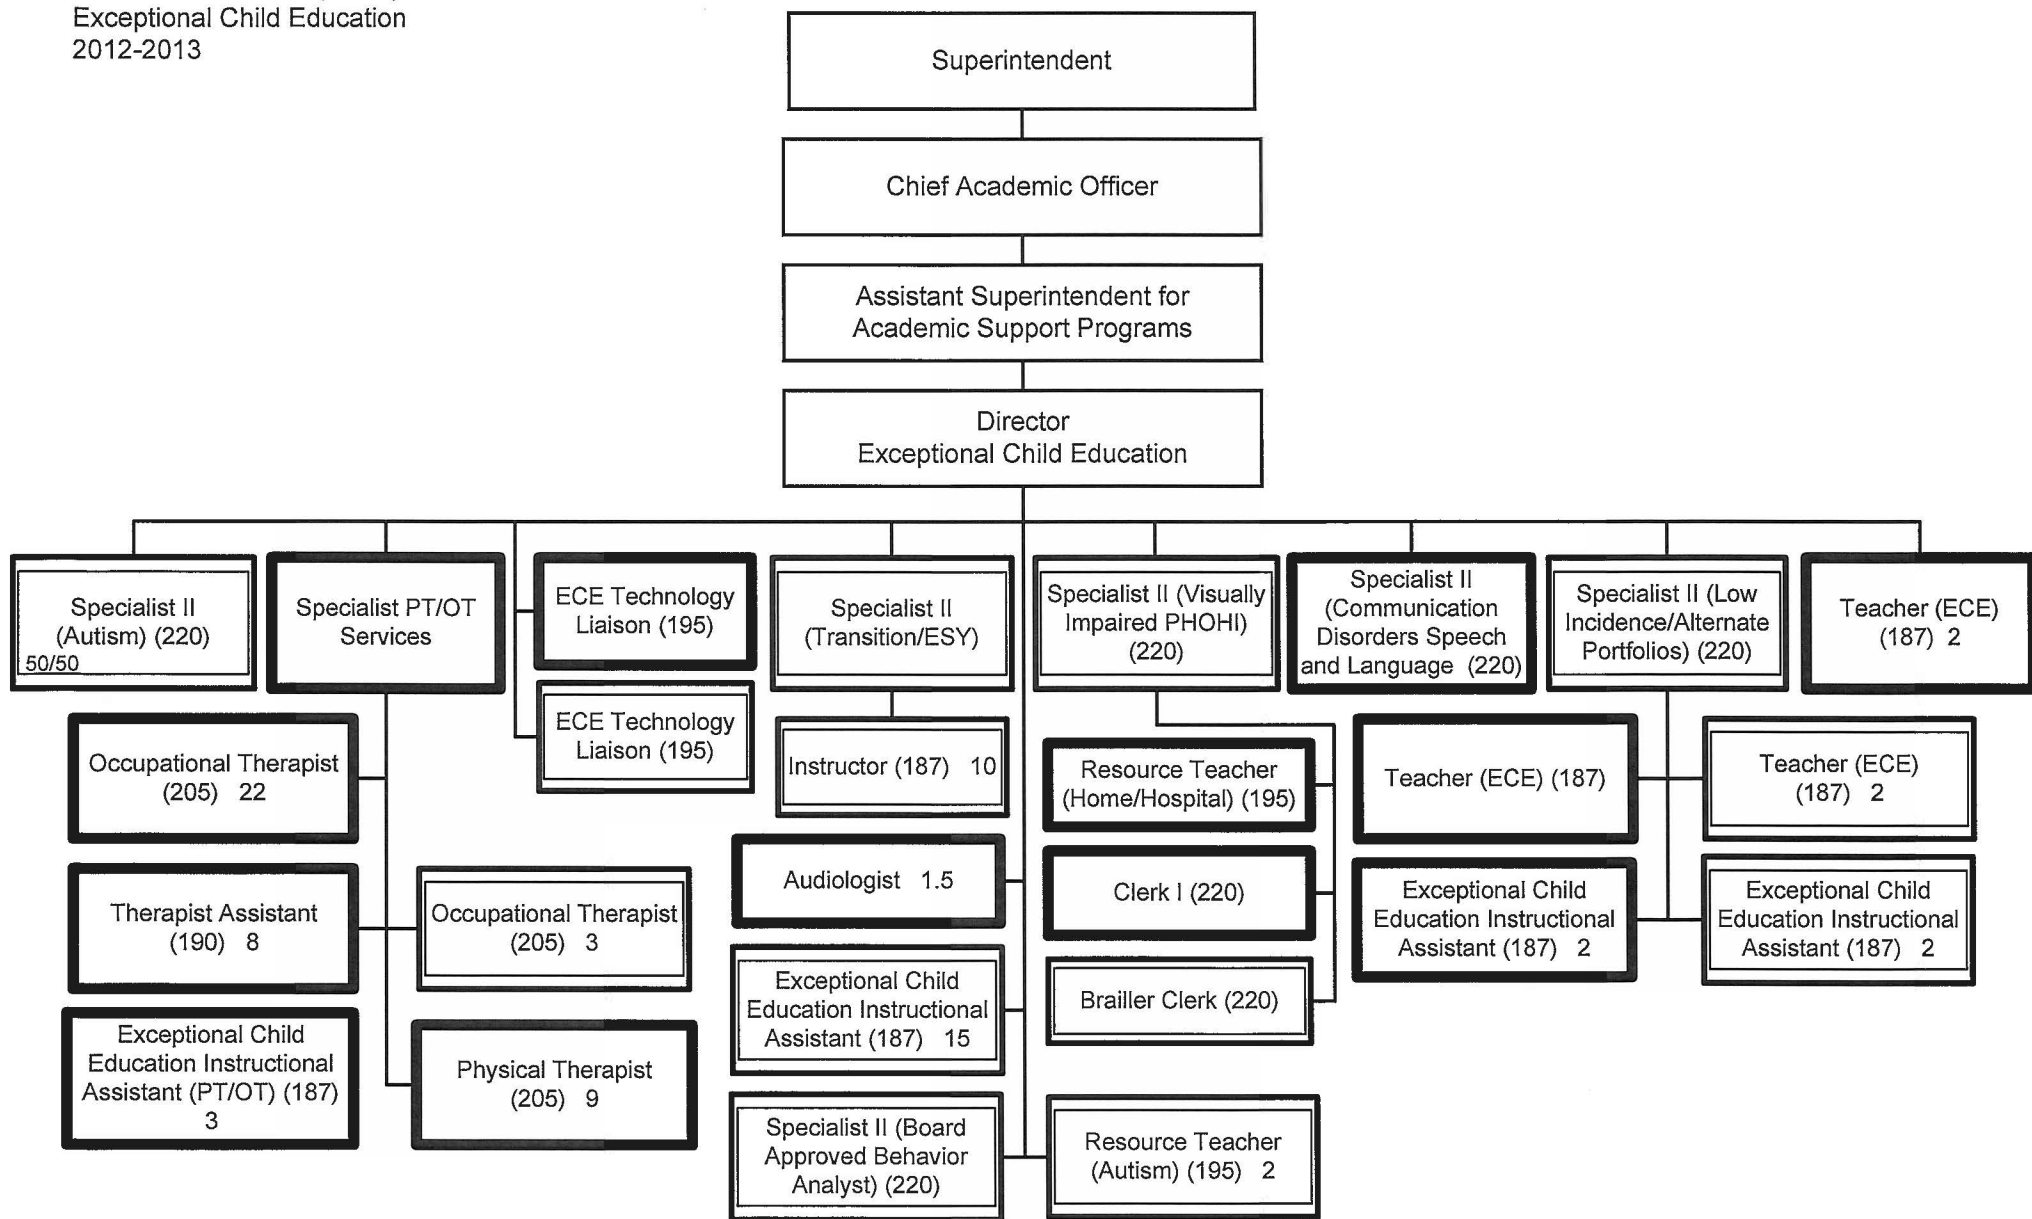 Exceptional Child Education
2012-2013
Superintendent
Chief Academic Officer
Assistant Superintendent for
Academic Support Programs
Director
Exceptional Child Education
Specialist II
(Autism) (220)
50/50
Specialist PT/OT
Services
ECE Technology
Liaison (195)
Specialist II
(Transition/ESY)
Specialist II (Visually
Impaired PHOHI)
(220)
Specialist II
(Communication
Disorders Speech
and Language (220)
Specialist II (Low
Incidence/Alternate
Portfolios) (220)
Teacher (ECE)
(187) 2
ECE Technology
Liaison (195)
Occupational Therapist
(205) 22
Instructor (187) 10
Resource Teacher
(Home/Hospital) (195)
Teacher (ECE) (187)
Teacher (ECE)
(187) 2
Therapist Assistant
(190) 8
Occupational Therapist
(205) 3
Audiologist 1.5
Clerk I (220)
Exceptional Child
Education Instructional
Assistant (187) 2
Exceptional Child
Education Instructional
Assistant (187) 2
Exceptional Child
Education Instructional
Assistant (187) 15
Brailler Clerk (220)
Exceptional Child
Education Instructional
Assistant (PT/OT) (187)
3
Physical Therapist
(205) 9
Specialist II (Board
Approved Behavior
Analyst) (220)
Resource Teacher
(Autism) (195) 2